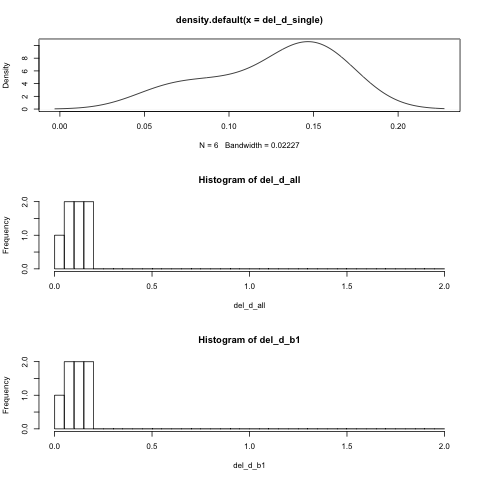 density.default(x = del_d_single)
Density
0 2 4 6 8
0.00 0.05 0.10 0.15 0.20
N = 6 Bandwidth = 0.02227
Histogram of del_d_all
Frequency
0.0 1.0 2.0
0.0 0.5 1.0 1.5 2.0
del_d_all
Histogram of del_d_b1
Frequency
0.0 1.0 2.0
0.0 0.5 1.0 1.5 2.0
del_d_b1